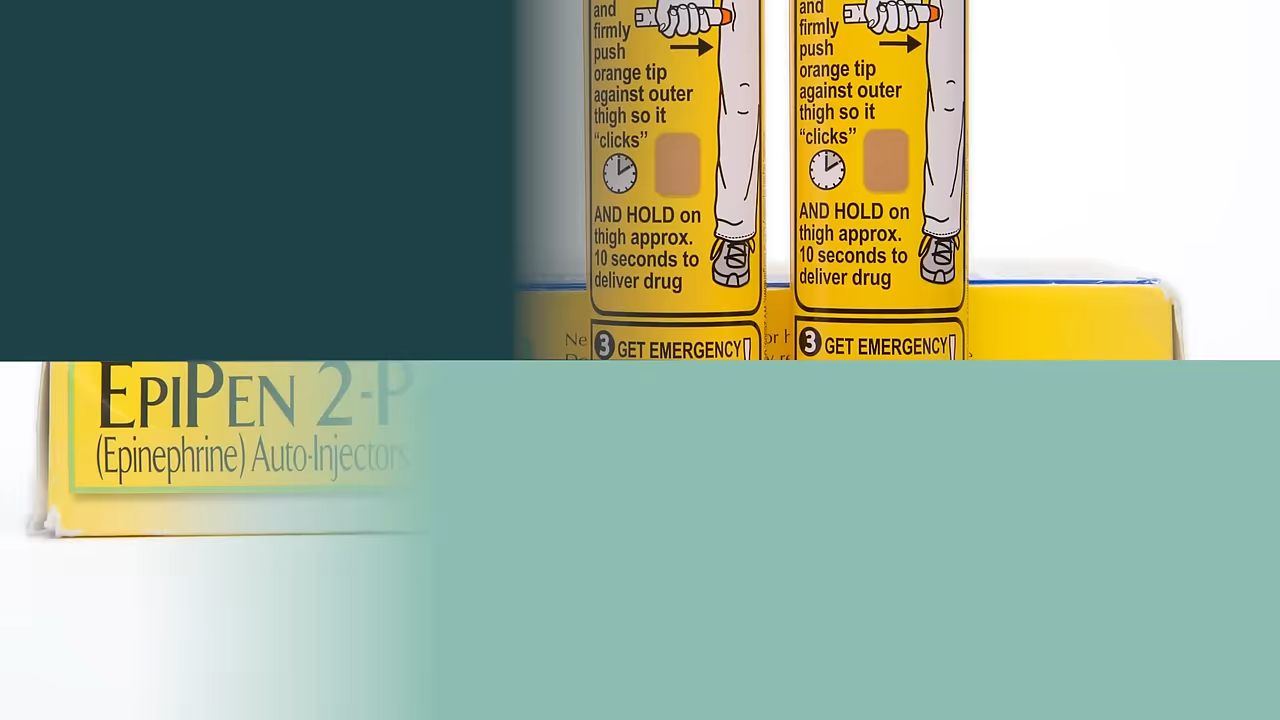 and
firmly
push
orange tip
against outer
thigh so it
“clicks”
AND HOLD on
thigh approx.
10 seconds to
deliver drug
3 GET EMERGENCY
and
firmly
push
orange tip
against outer
thigh so it
“clicks”
AND HOLD on
thigh approx.
10 seconds to
deliver drug
3 GET EMERGENCY
EpiPen 2-P
(Epinephrine) Auto-Injectors